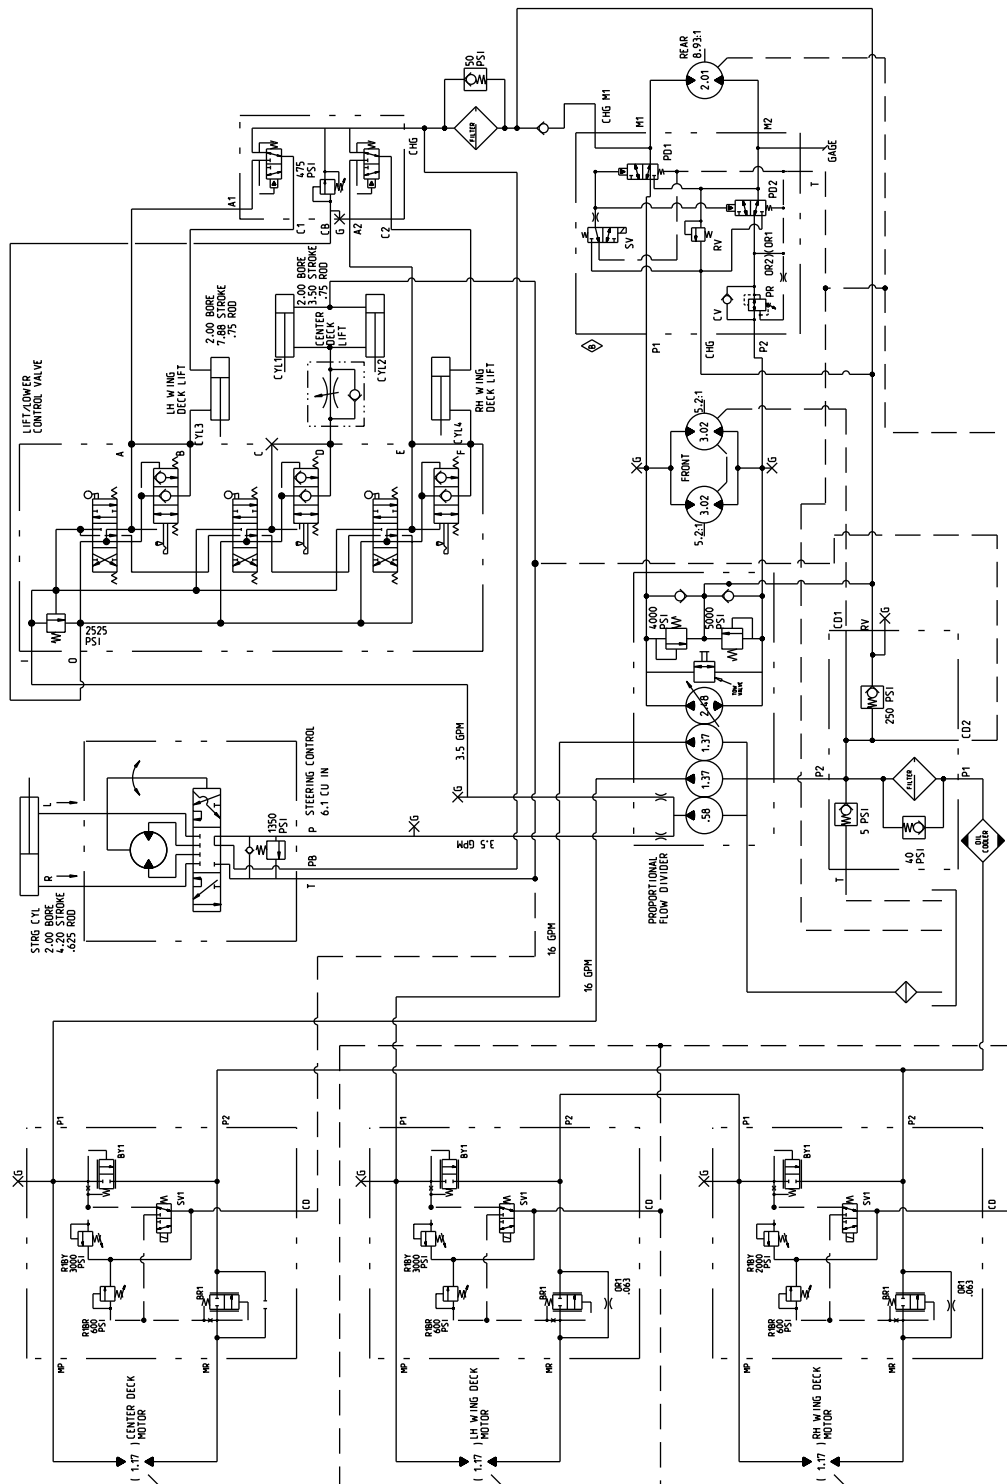 LIFT/LOWER
CONTROL VALVE
A
B
C
D
E
F
I
O
2525
PSI
LH WING
DECK LIFT
CYL3
2.00 BORE
7.88 STROKE
.75 ROD
CYL1
CYL2
2.00 BORE
3.50 STROKE
.75 ROD
CENTER
DECK
LIFT
RH WING
DECK LIFT
CYL4
A1
C1
CB
G
A2
C2
475
PSI
CHG
50
PSI
FILTER
CHG M1
M1
M2
REAR
8.93:1
2.01
GAGE
T
PD1
PD2
SV
RV
OR2
OR1
PR
CV
B
P1
CHG
P2
G
G
FRONT
3.02
3.02
5.2:1
5.2:1
4000
PSI
5000
PSI
TOW
VALVE
2.48
1.37
1.37
.58
PROPORTIONAL
FLOW DIVIDER
P2
CD1
RV
G
250 PSI
CD2
5 PSI
FILTER
40
PSI
T
P1
OIL
COOLER
STRG CYL
2.00 BORE
4.20 STROKE
.625 ROD
R
L
STEERING CONTROL
6.1 CU IN
1350
PSI
T
PB
P
G
G
3.5 GPM
3.5 GPM
16 GPM
16 GPM
G
P1
P2
BY1
SV1
CD
R1BY
3000
PSI
R1BR
600
PSI
BR1
MP
MR
CENTER DECK
MOTOR
1.17
G
P1
P2
BY1
SV1
CD
R1BY
3000
PSI
R1BR
600
PSI
BR1
OR1
.063
MP
MR
LH WING DECK
MOTOR
1.17
G
P1
P2
BY1
SV1
CD
R1BY
2000
PSI
R1BR
600
PSI
BR1
OR1
.063
MP
MR
RH WING DECK
MOTOR
1.17